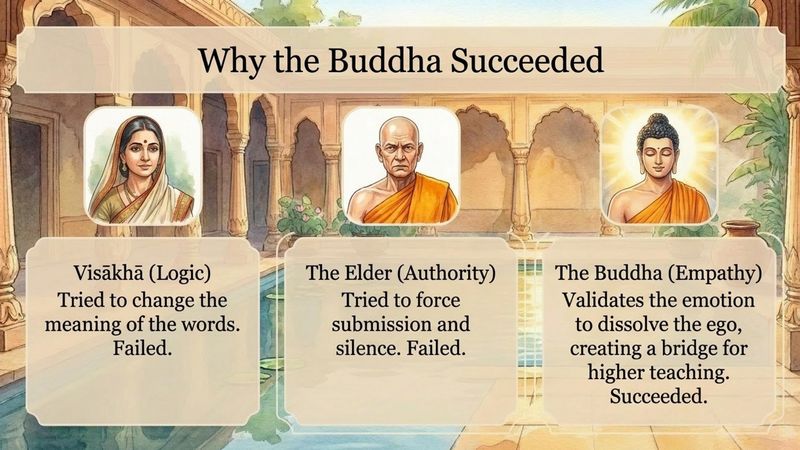 Why the Buddha Succeeded
Visākhā (Logic)
Tried to change the
meaning of the words.
Failed.
The Elder (Authority)
Tried to force
submission and
silence. Failed.
The Buddha (Empathy)
Validates the emotion
to dissolve the ego,
creating a bridge for
higher teaching.
Succeeded.